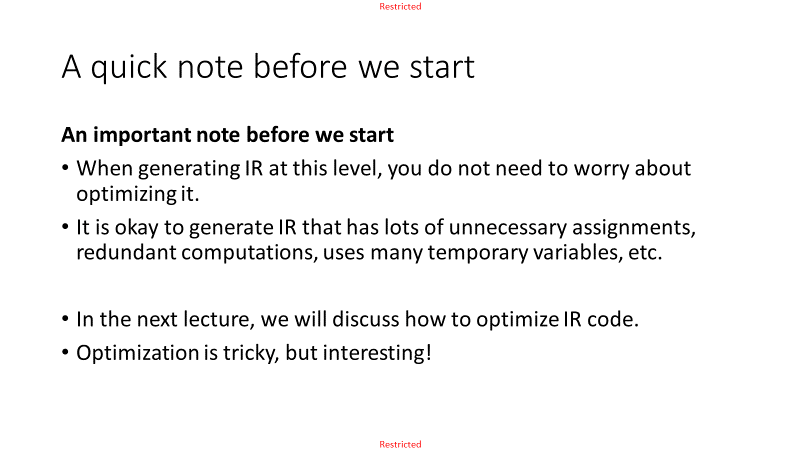 Restricted
A quick note before we start
An important note before we start
• When generating IR at this level, you do not need to worry about
optimizing it.
• It is okay to generate IR that has lots of unnecessary assignments,
redundant computations, uses many temporary variables, etc.
• In the next lecture, we will discuss how to optimize IR code.
• Optimization is tricky, but interesting!
Restricted